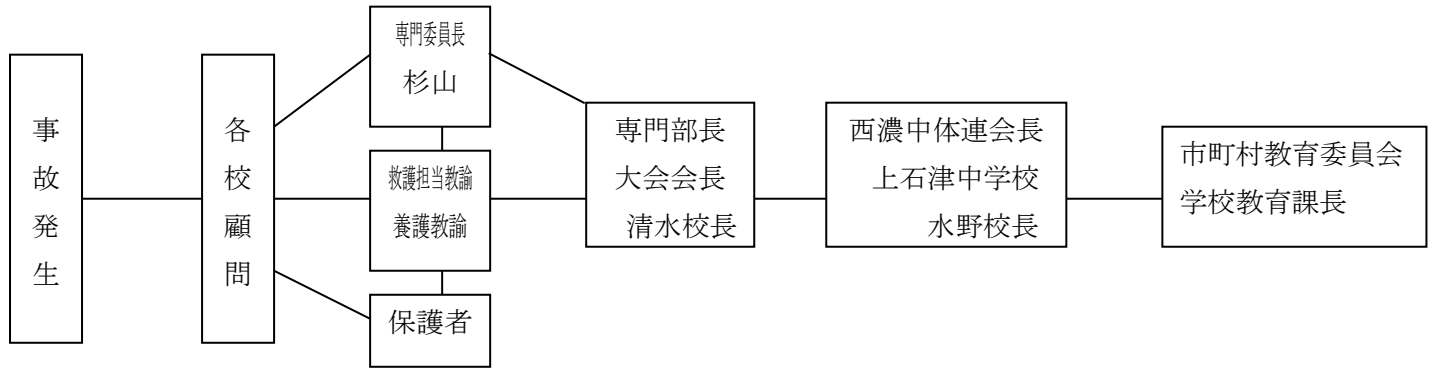 事故発生
各校顧問
専門委員長
杉山
救護担当教諭
養護教諭
保護者
専門部長
大会会長
清水校長
西濃中体連会長
上石津中学校
水野校長
市町村教育委員会
学校教育課長